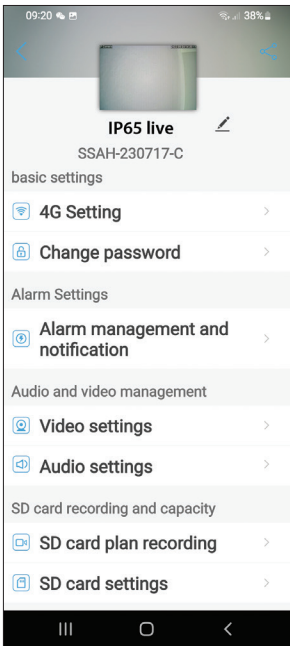 09:20 38%
IP65 live
SSAH-230717-C
basic settings
4G Setting
Change password
Alarm Settings
Alarm management and
notification
Audio and video management
Video settings
Audio settings
SD card recording and capacity
SD card plan recording
SD card settings